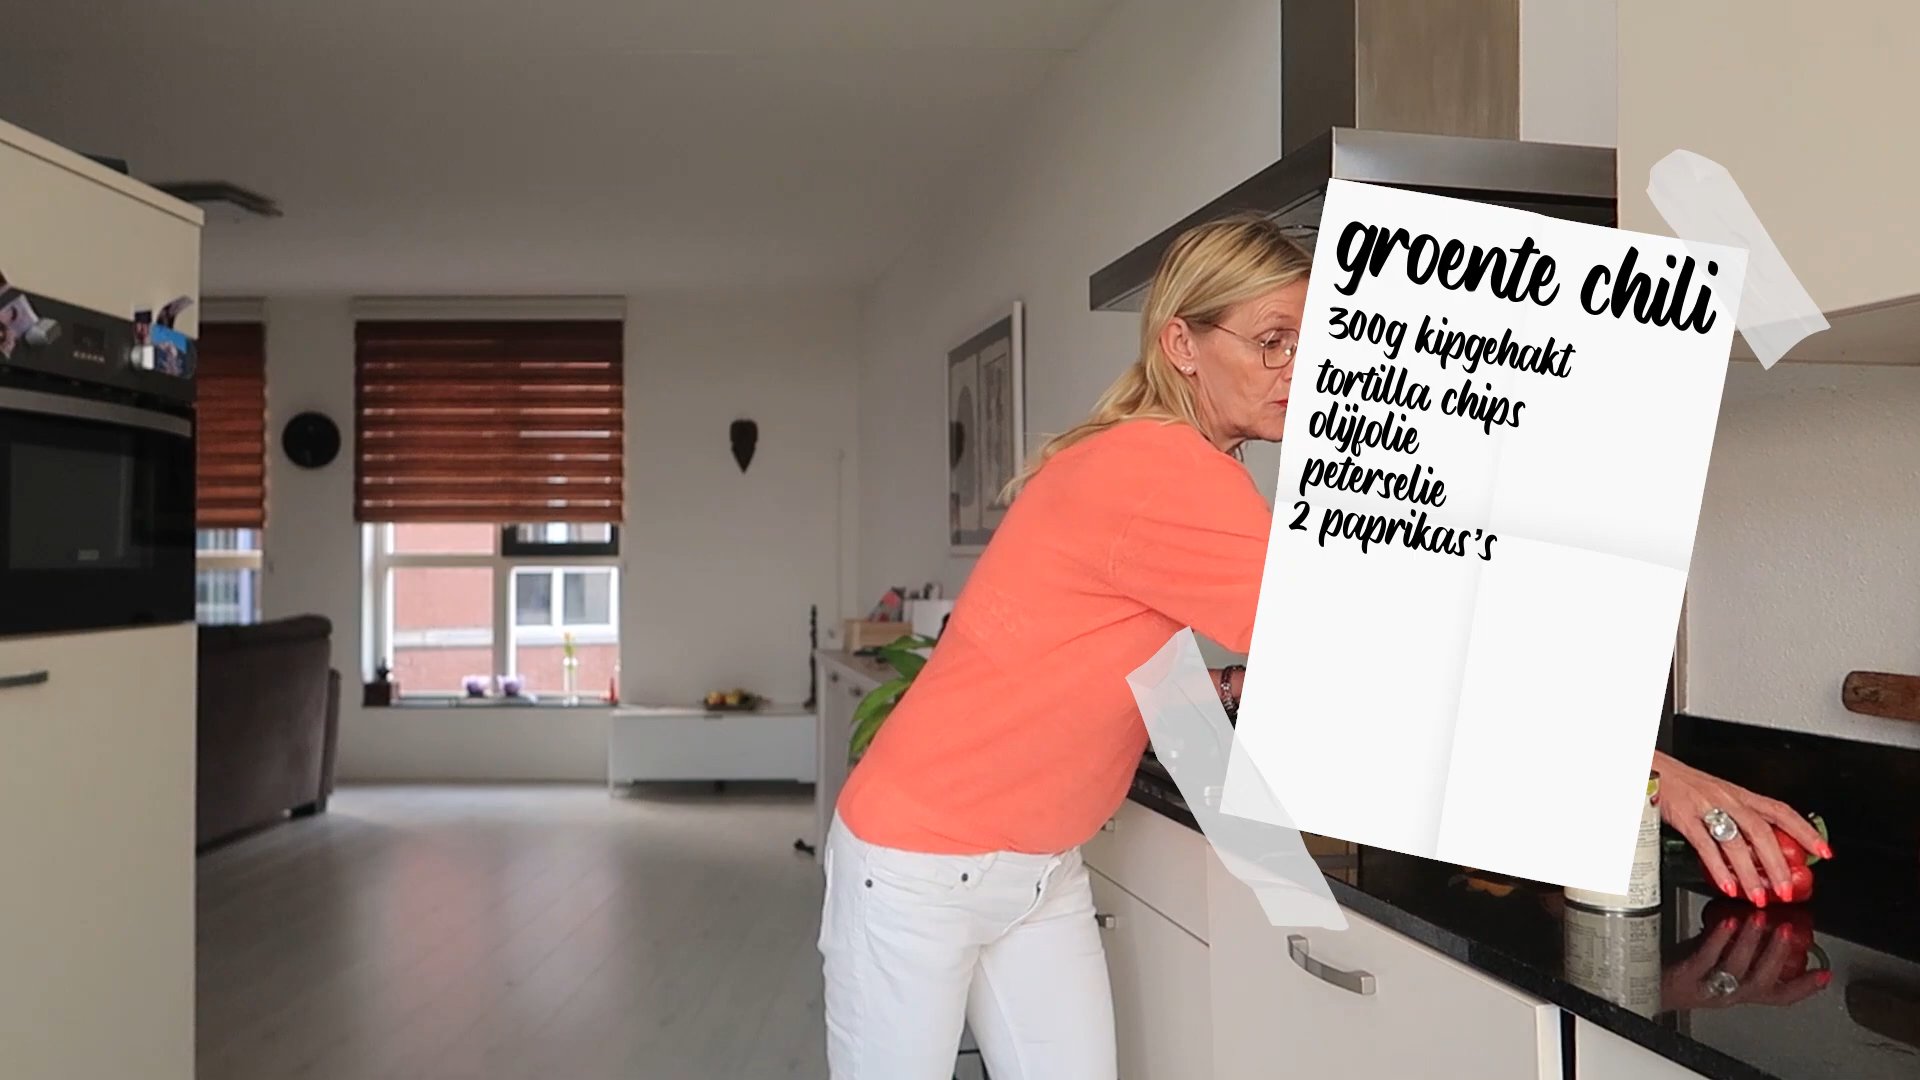 groente chili
300g kipgehakt
tortilla chips
olijfolie
peterselie
2 paprikas's